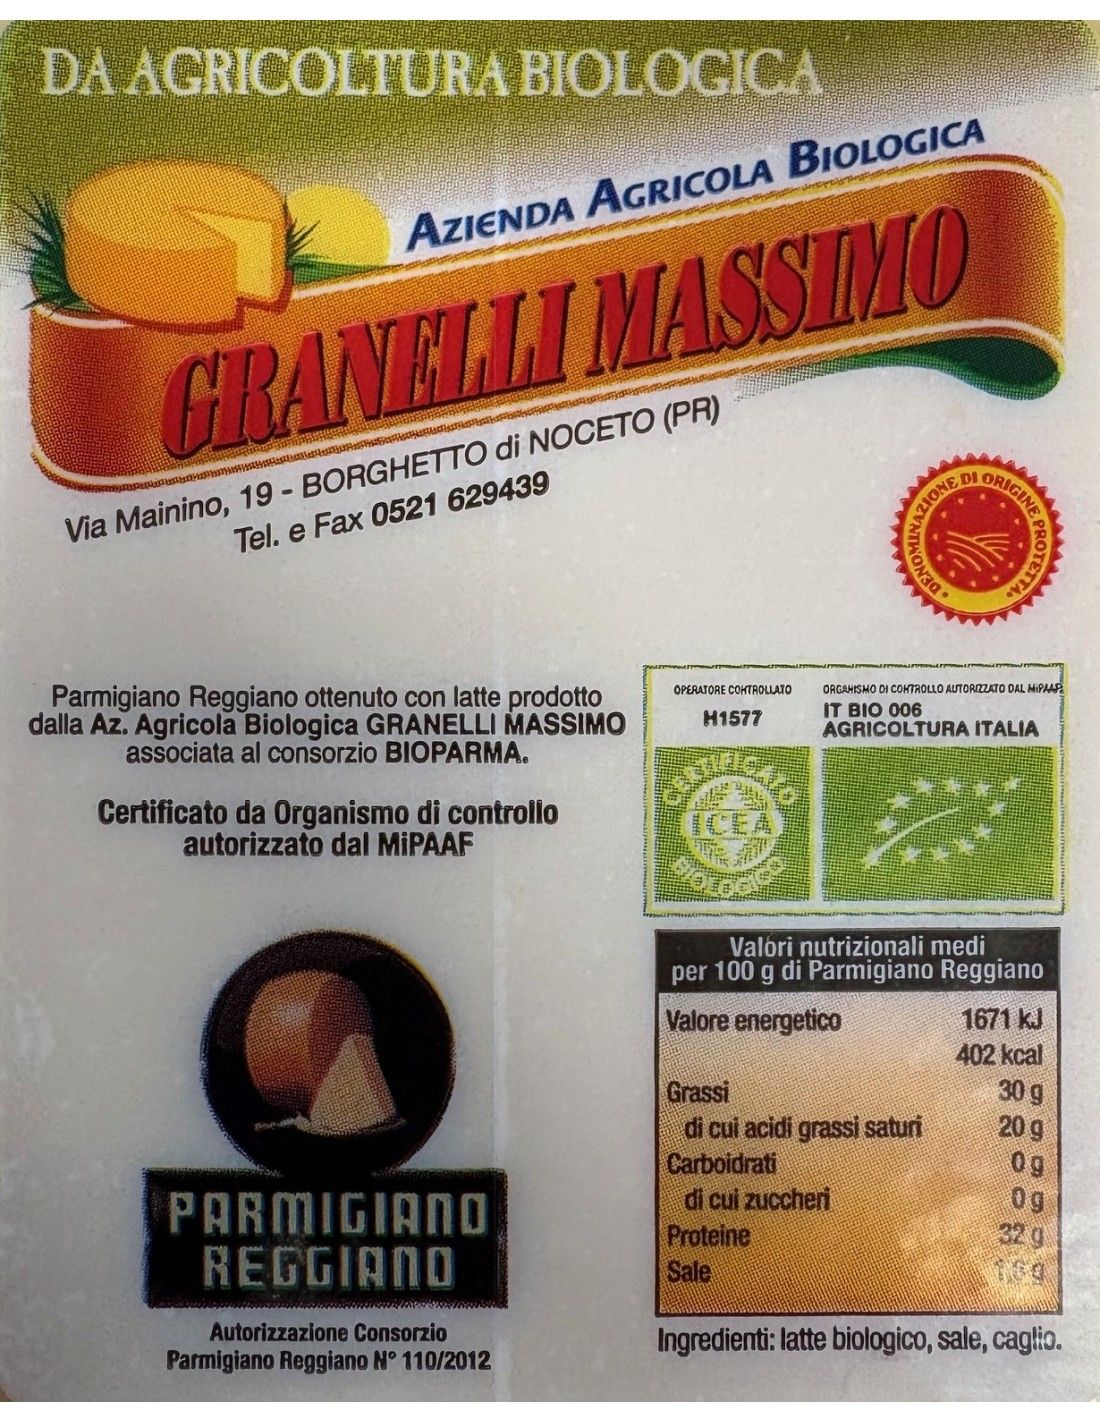 DA AGRICOLTURA BIOLOGICA
AZIENDA AGRICOLA BIOLOGICA
GRANELLI MASSIMO
Via Mainino, 19 - BORGHETTO di NOCETO (PR)
Tel. e Fax 0521 629439
• DENOMINAZIONE DI ORIGINE PROTETTA •
Parmigiano Reggiano ottenuto con latte prodotto
dalla Az. Agricola Biologica GRANELLI MASSIMO
associata al consorzio BIOPARMA.
Certificato da Organismo di controllo
autorizzato dal MiPAAF
OPERATORE CONTROLLATO
H1577
ORGANISMO DI CONTROLLO AUTORIZZATO DAL MiPAAF
IT BIO 006
AGRICOLTURA ITALIA
CERTIFICATO
ICEA
BIOLOGICO
PARMIGIANO
REGGIANO
Autorizzazione Consorzio
Parmigiano Reggiano N° 110/2012
Valori nutrizionali medi
per 100 g di Parmigiano Reggiano
Valore energetico 1671 kJ
402 kcal
Grassi 30 g
di cui acidi grassi saturi 20 g
Carboidrati 0 g
di cui zuccheri 0 g
Proteine 32 g
Sale 1,6 g
Ingredienti: latte biologico, sale, caglio.